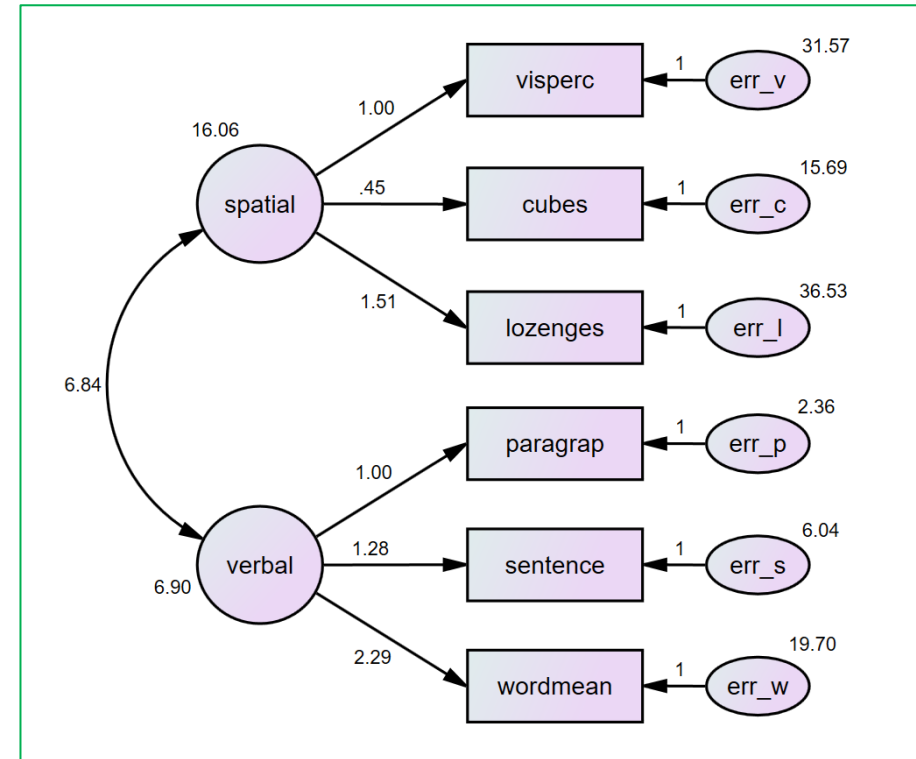 31.57
visperc
1
err_v
1.00
16.06
15.69
spatial
.45
cubes
1
err_c
36.53
1.51
lozenges
1
err_l
6.84
2.36
paragrap
1
err_p
1.00
6.04
verbal
1.28
sentence
1
err_s
6.90
19.70
2.29
wordmean
1
err_w